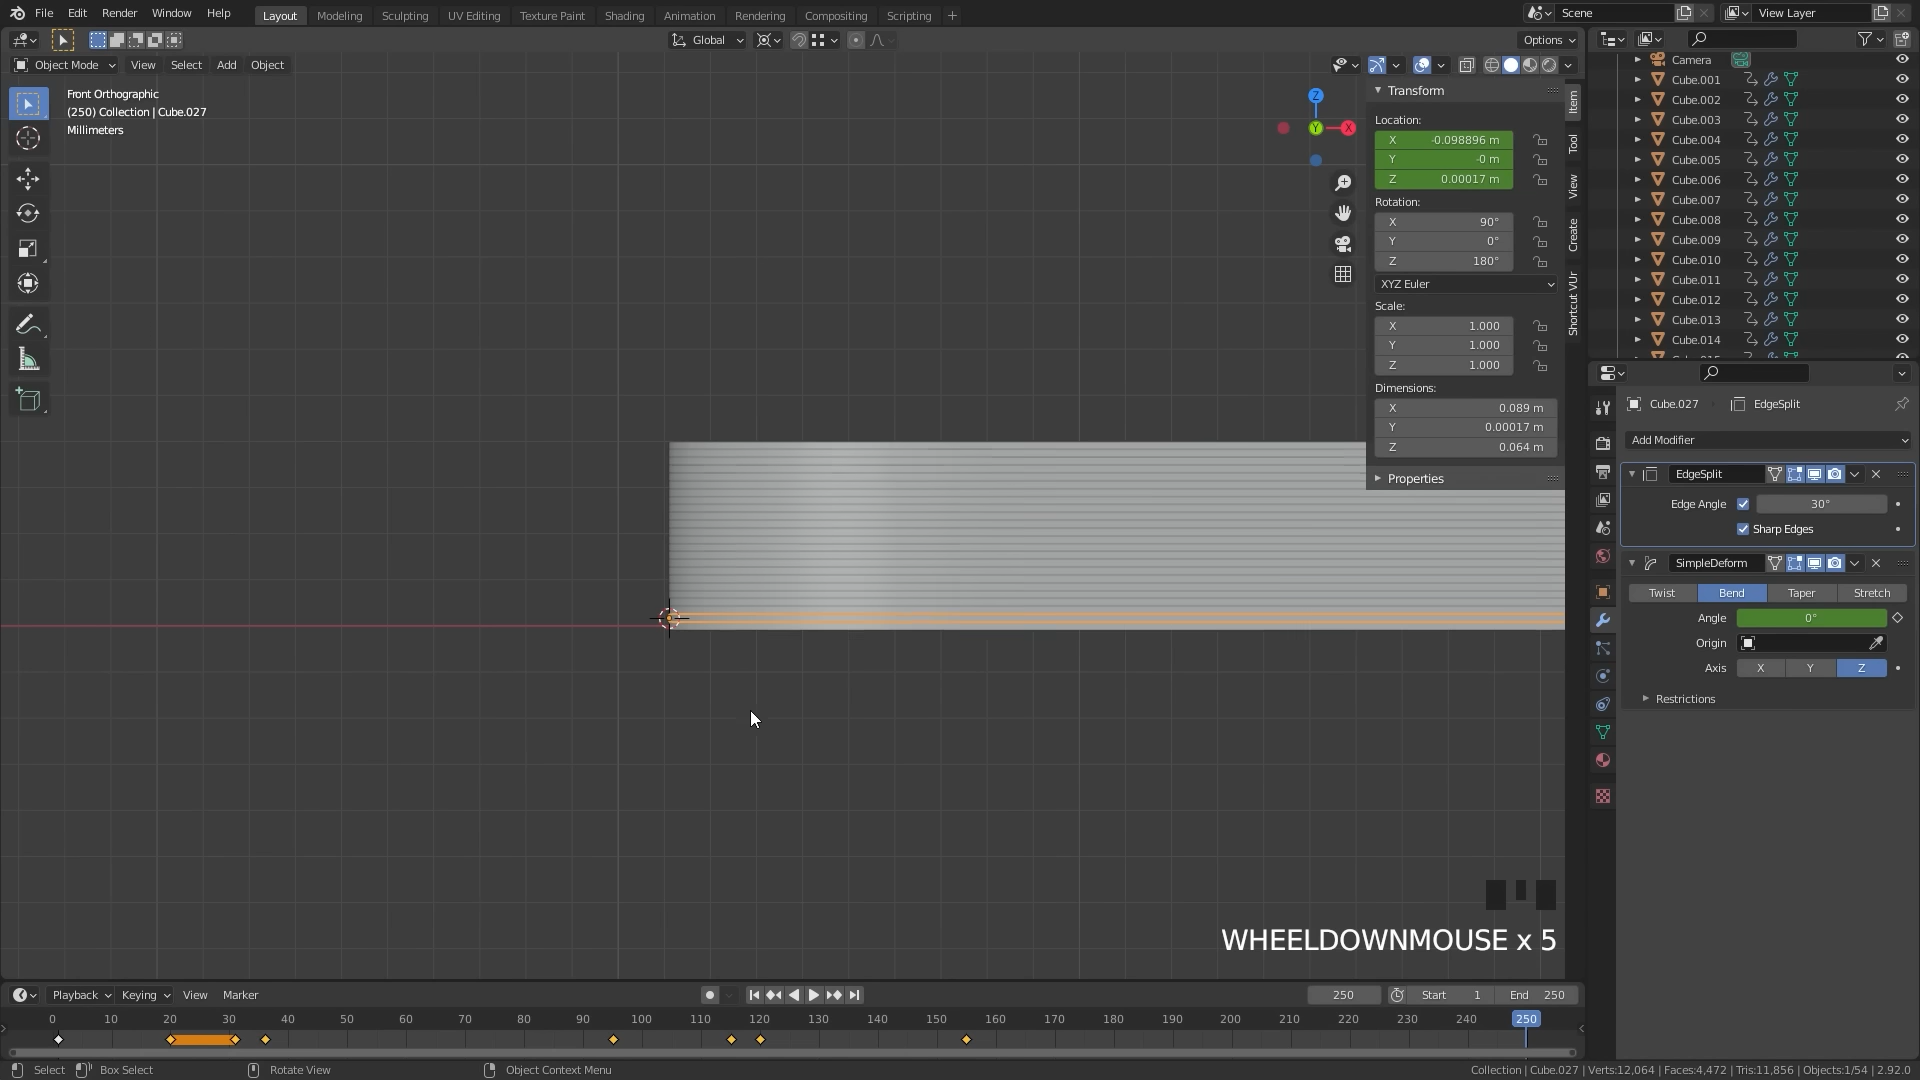 File Edit Render Window Help Layout Modeling Sculpting UV Editing Texture Paint Shading Animation Rendering Compositing Scripting + Scene View Layer
Global Options
Object Mode View Select Add Object
Front Orthographic
(250) Collection | Cube.027
Millimeters
Z
Y
X
Transform
Location:
X -0.098896 m
Y -0 m
Z 0.00017 m
Rotation:
X 90°
Y 0°
Z 180°
XYZ Euler
Scale:
X 1.000
Y 1.000
Z 1.000
Dimensions:
X 0.089 m
Y 0.00017 m
Z 0.064 m
Properties
Item
Tool
View
Create
Shortcut VUr
Camera
Cube.001
Cube.002
Cube.003
Cube.004
Cube.005
Cube.006
Cube.007
Cube.008
Cube.009
Cube.010
Cube.011
Cube.012
Cube.013
Cube.014
Cube.027 EdgeSplit
Add Modifier
EdgeSplit
Edge Angle 30°
Sharp Edges
SimpleDeform
Twist Bend Taper Stretch
Angle 0°
Origin
Axis X Y Z
Restrictions
WHEELDOWNMOUSE x 5
Playback Keying View Marker 250 Start 1 End 250
0 10 20 30 40 50 60 70 80 90 100 110 120 130 140 150 160 170 180 190 200 210 220 230 240 250
Select Box Select Rotate View Object Context Menu Collection | Cube.027 | Verts:12,064 | Faces:4,472 | Tris:11,856 | Objects:1/54 | 2.92.0